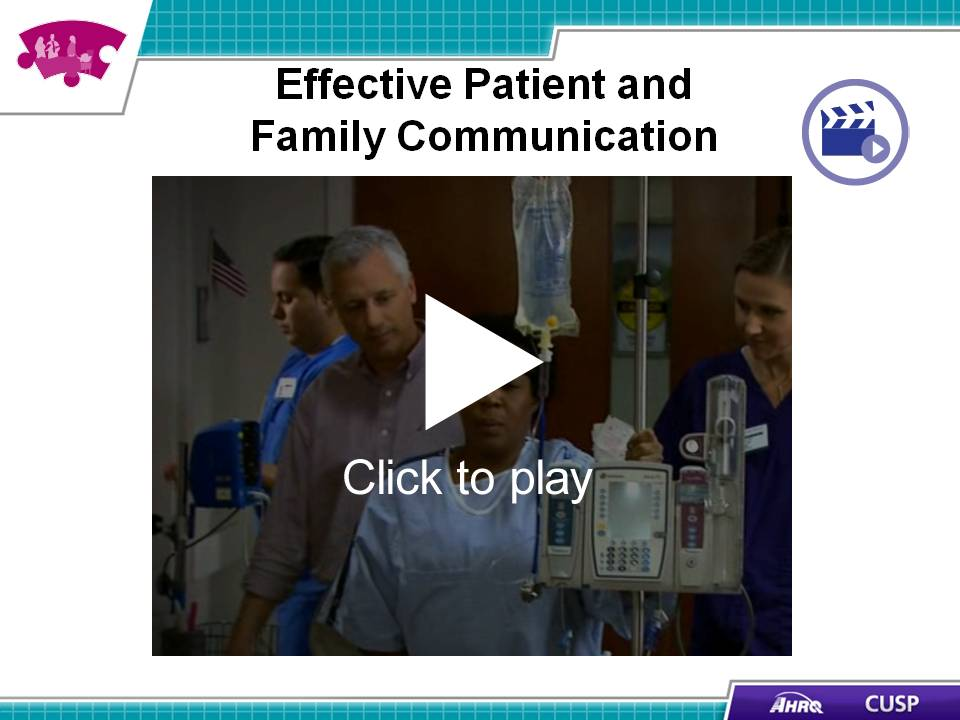 Effective Patient and
Family Communication
Click to play
AHRQ
CUSP